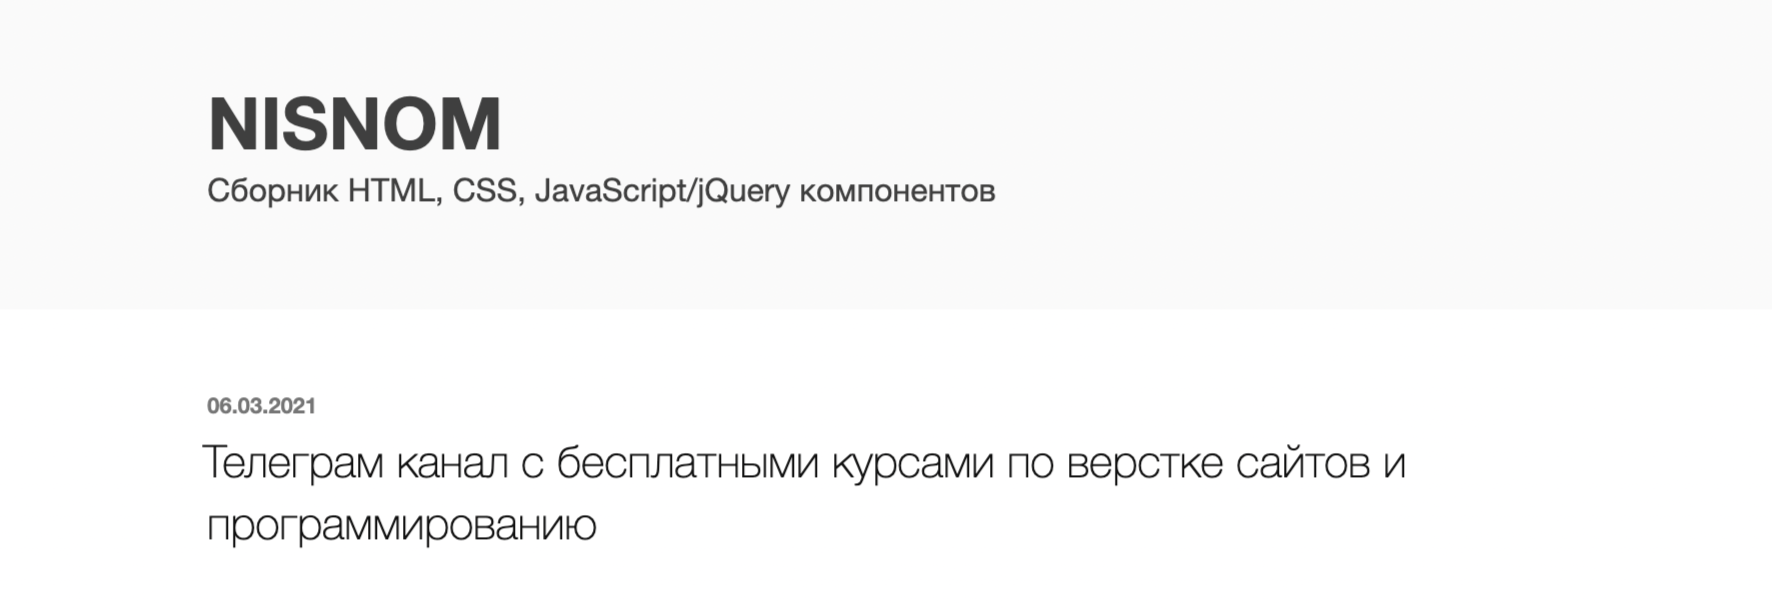 NISNOM
Сборник HTML, CSS, JavaScript/jQuery компонентов
06.03.2021
Телеграм канал с бесплатными курсами по верстке сайтов и
программированию